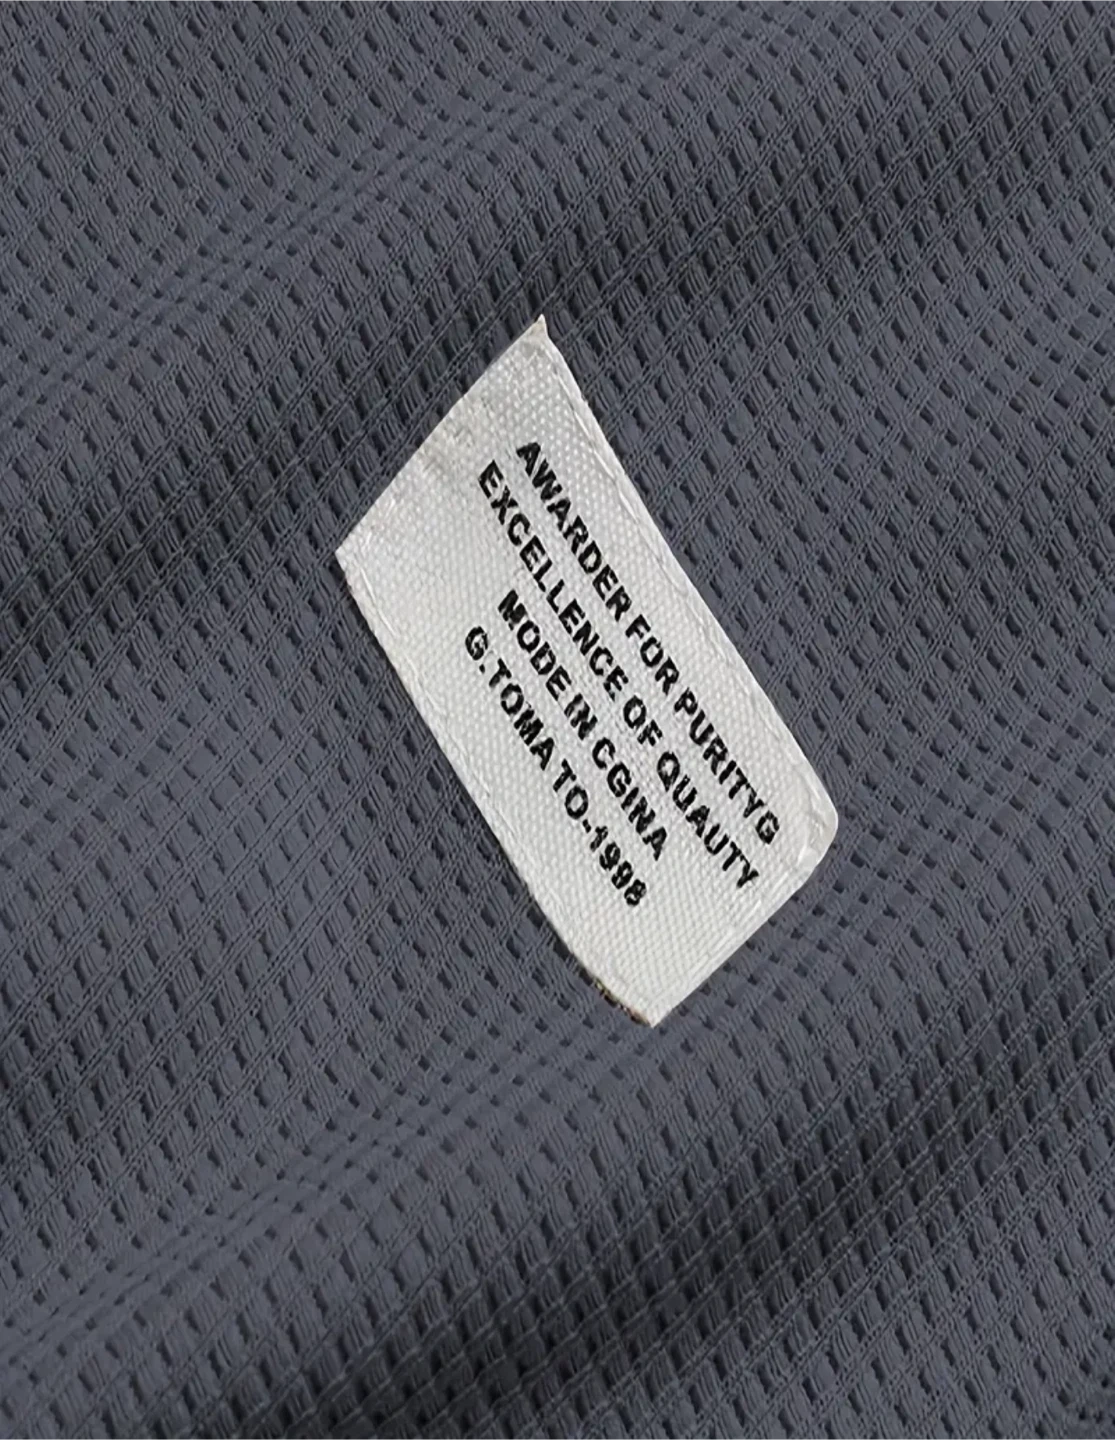 AWARDER FOR PURITYG
EXCELLENCE OF QUAUTY
MODE IN CGINA
G.TOMA TO-1998